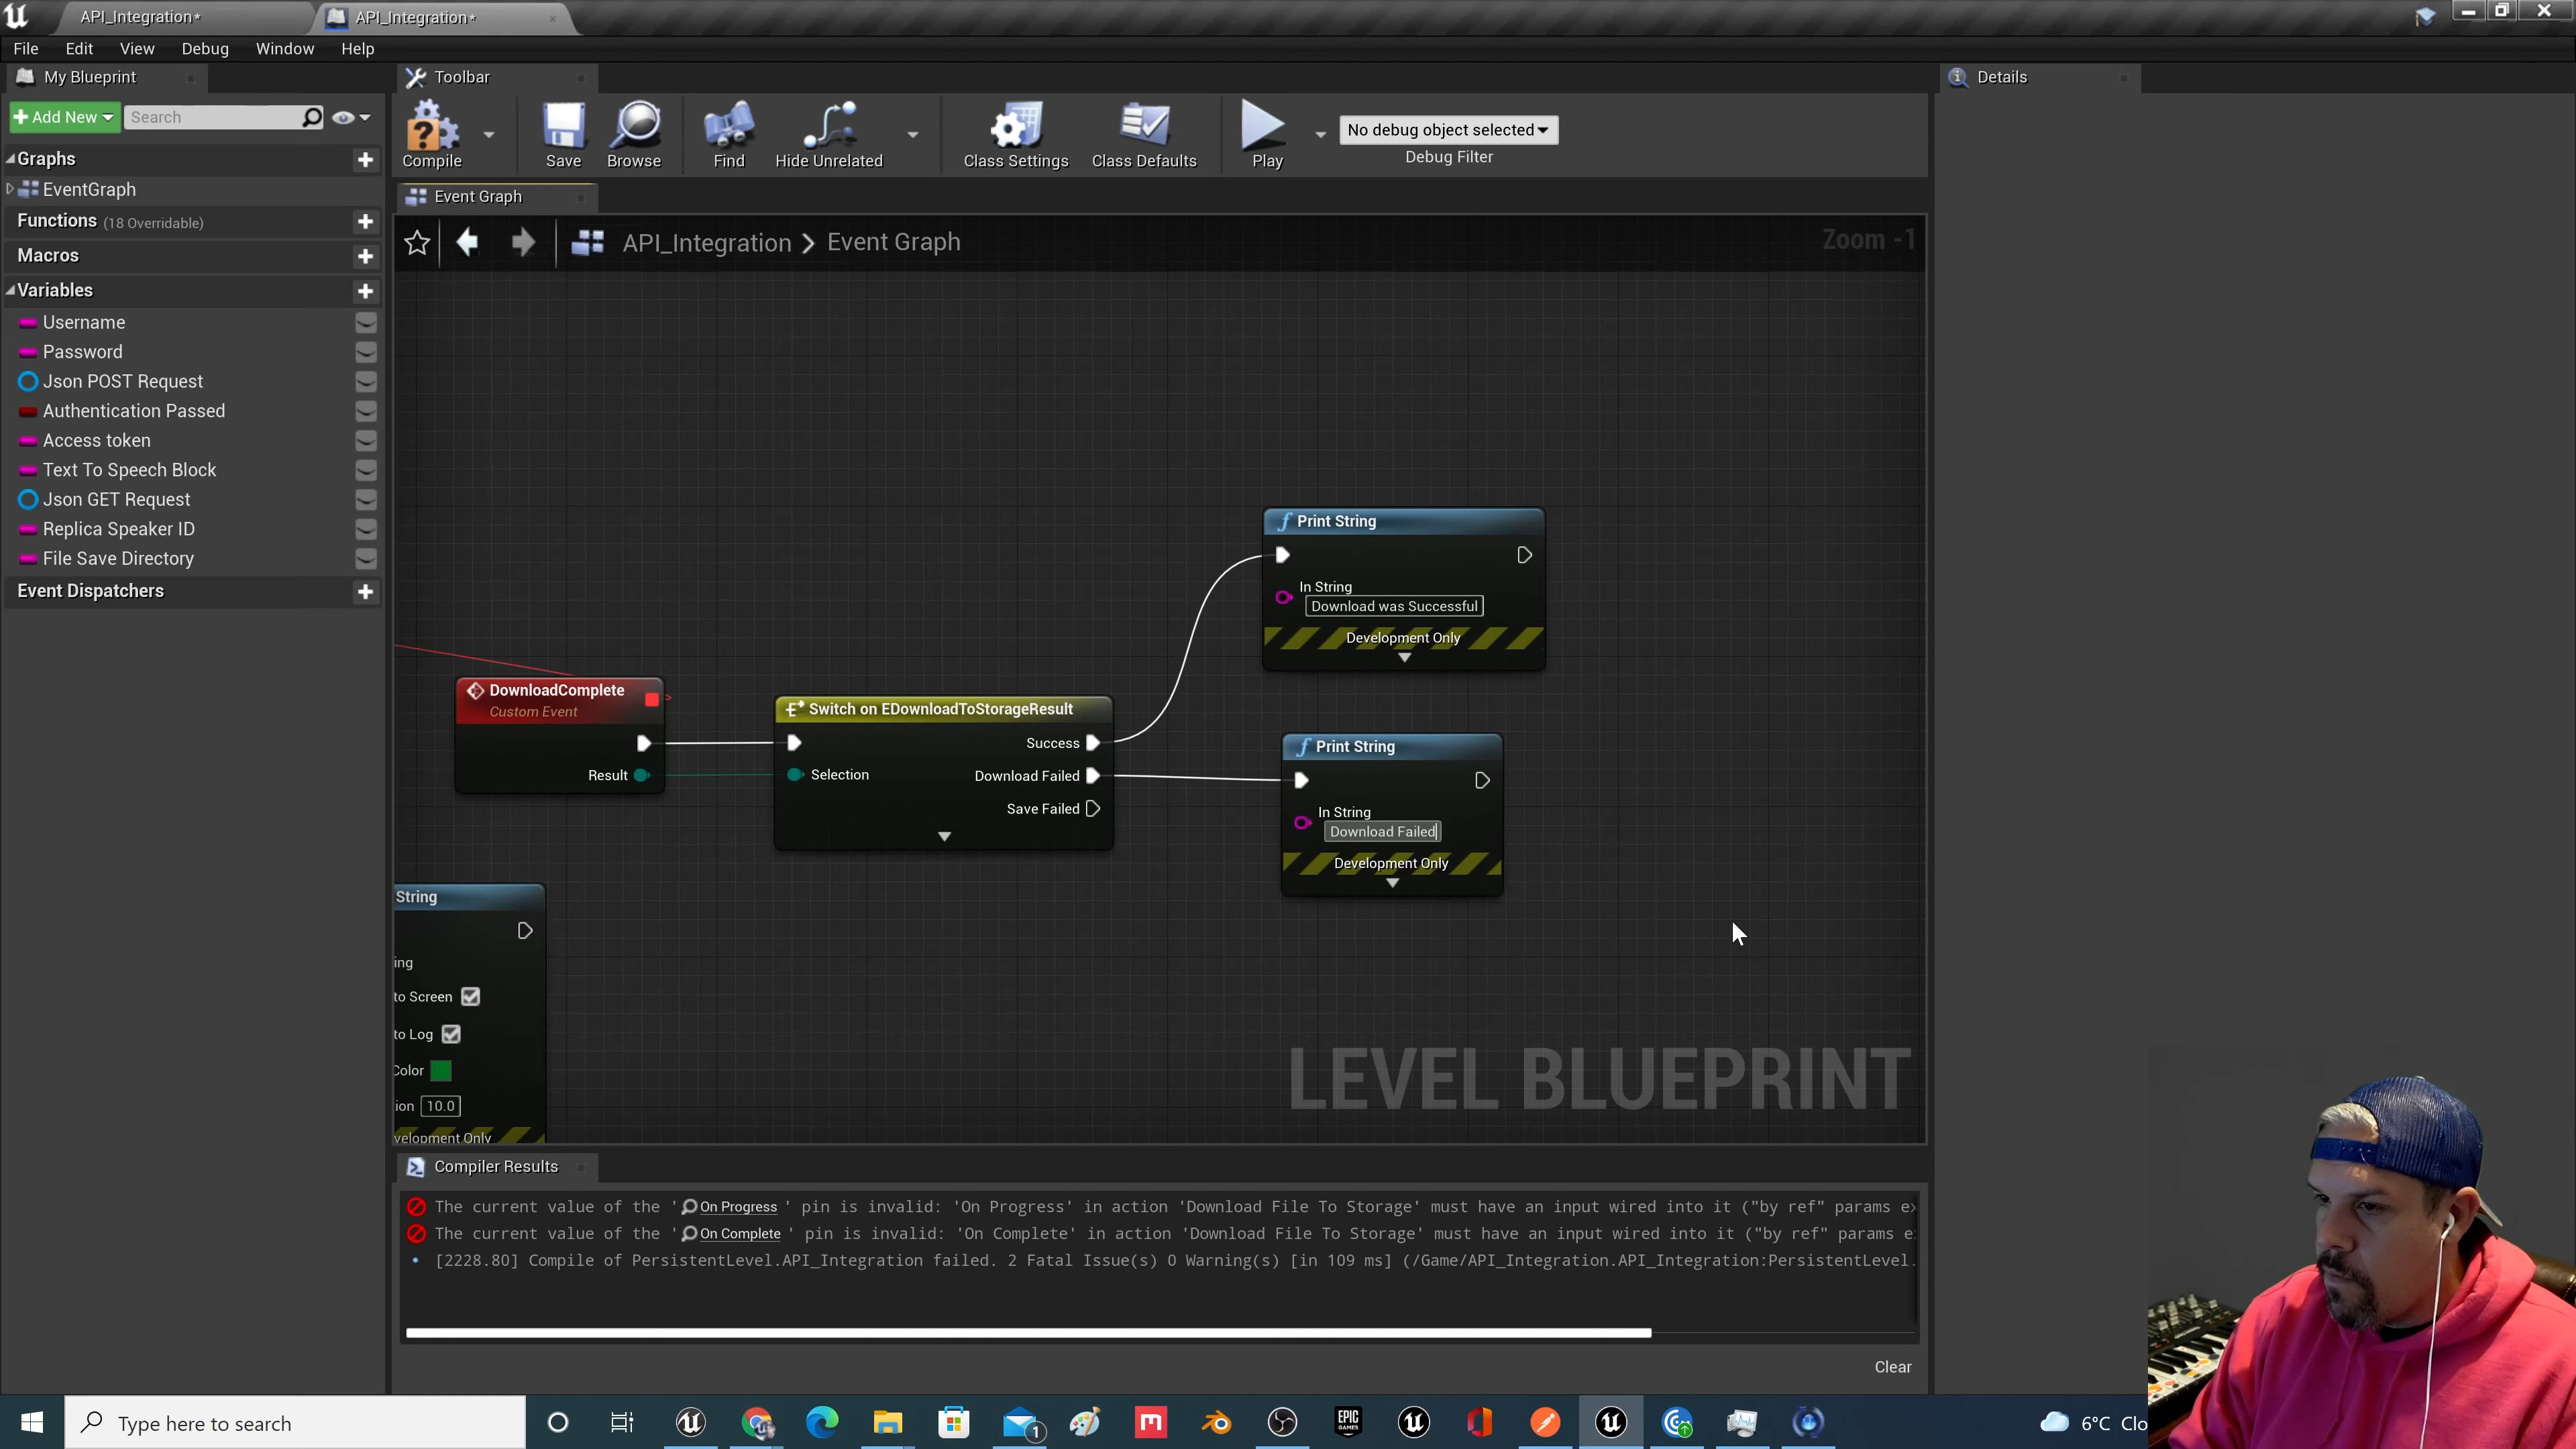 API_Integration*
API_Integration*
File Edit View Debug Window Help
My Blueprint
Toolbar
Details
Add New
Search
Compile
Save
Browse
Find
Hide Unrelated
Class Settings
Class Defaults
Play
No debug object selected
Debug Filter
Graphs
EventGraph
Functions (18 Overridable)
Macros
Variables
Username
Password
Json POST Request
Authentication Passed
Access token
Text To Speech Block
Json GET Request
Replica Speaker ID
File Save Directory
Event Dispatchers
Event Graph
API_Integration > Event Graph
Zoom -1
Print String
In String
Download was Successful
Development Only
DownloadComplete
Custom Event
Result
Switch on EDownloadToStorageResult
Success
Selection
Download Failed
Save Failed
Print String
In String
Download Failed
Development Only
String
ing
to Screen
to Log
Color
ion 10.0
velopment Only
LEVEL BLUEPRINT
Compiler Results
The current value of the ' On Progress ' pin is invalid: 'On Progress' in action 'Download File To Storage' must have an input wired into it ("by ref" params ex
The current value of the ' On Complete ' pin is invalid: 'On Complete' in action 'Download File To Storage' must have an input wired into it ("by ref" params e
[2228.80] Compile of PersistentLevel.API_Integration failed. 2 Fatal Issue(s) 0 Warning(s) [in 109 ms] (/Game/API_Integration.API_Integration:PersistentLevel.
Clear
Type here to search
1
EPIC GAMES
6°C Clo